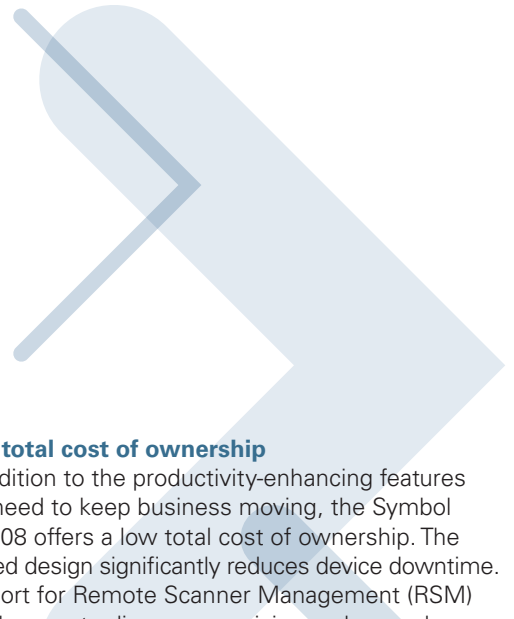 total cost of ownership
dition to the productivity-enhancing features
need to keep business moving, the Symbol
08 offers a low total cost of ownership. The
ed design significantly reduces device downtime.
ort for Remote Scanner Management (RSM)